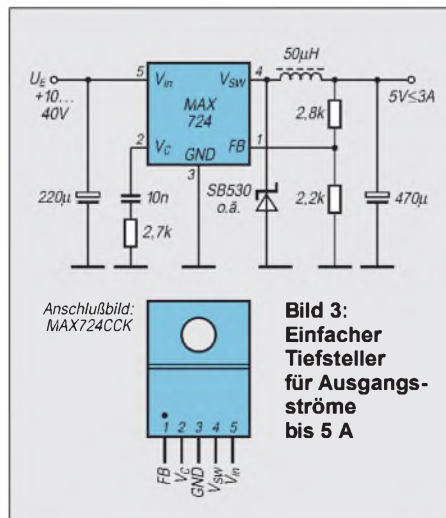 50µH
U_E
+10...
40V
5
V_in
V_SW
4
MAX
724
2
V_C
GND
FB
1
3
5V≤3A
2,8k
220µ
10n
2,7k
SB530
o.ä.
2,2k
470µ
Anschlußbild:
MAX724CCK
1 2 3 4 5
FB V_C GND V_SW V_in
Bild 3:
Einfacher
Tiefsteller
für Ausgangs-
ströme
bis 5 A